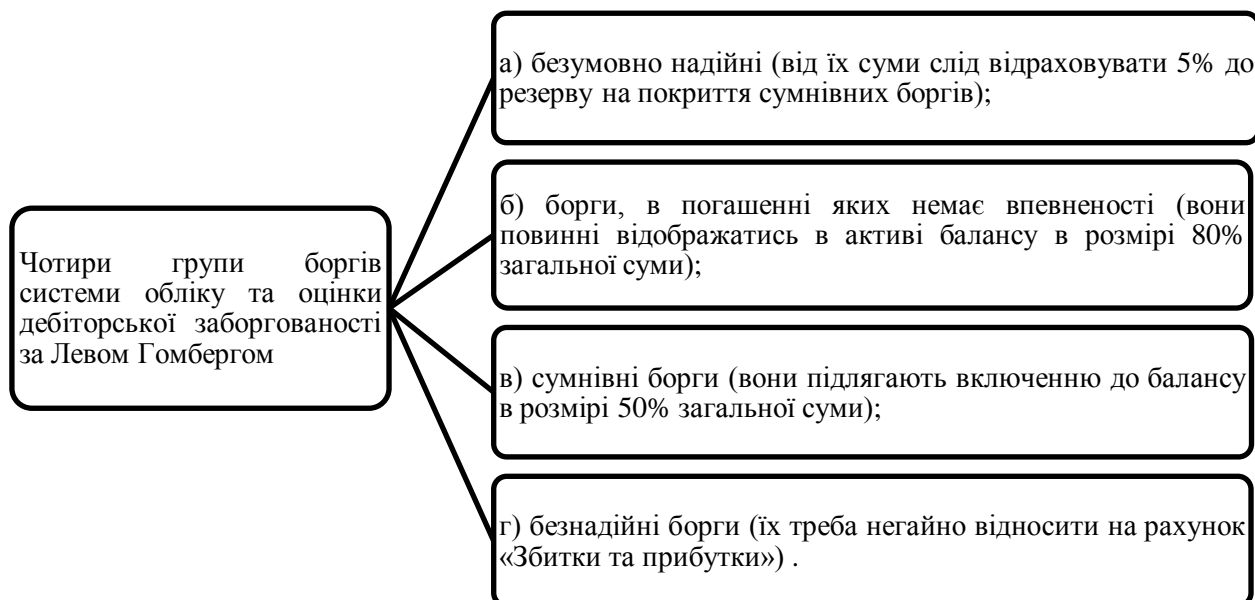 Чотири групи боргів
системи обліку та оцінки
дебіторської заборгованості
за Левом Гомбергом
а) безумовно надійні (від їх суми слід відраховувати 5% до
резерву на покриття сумнівних боргів);
б) борги, в погашенні яких немає впевненості (вони
повинні відображатись в активі балансу в розмірі 80%
загальної суми);
в) сумнівні борги (вони підлягають включенню до балансу
в розмірі 50% загальної суми);
г) безнадійні борги (їх треба негайно відносити на рахунок
«Збитки та прибутки») .